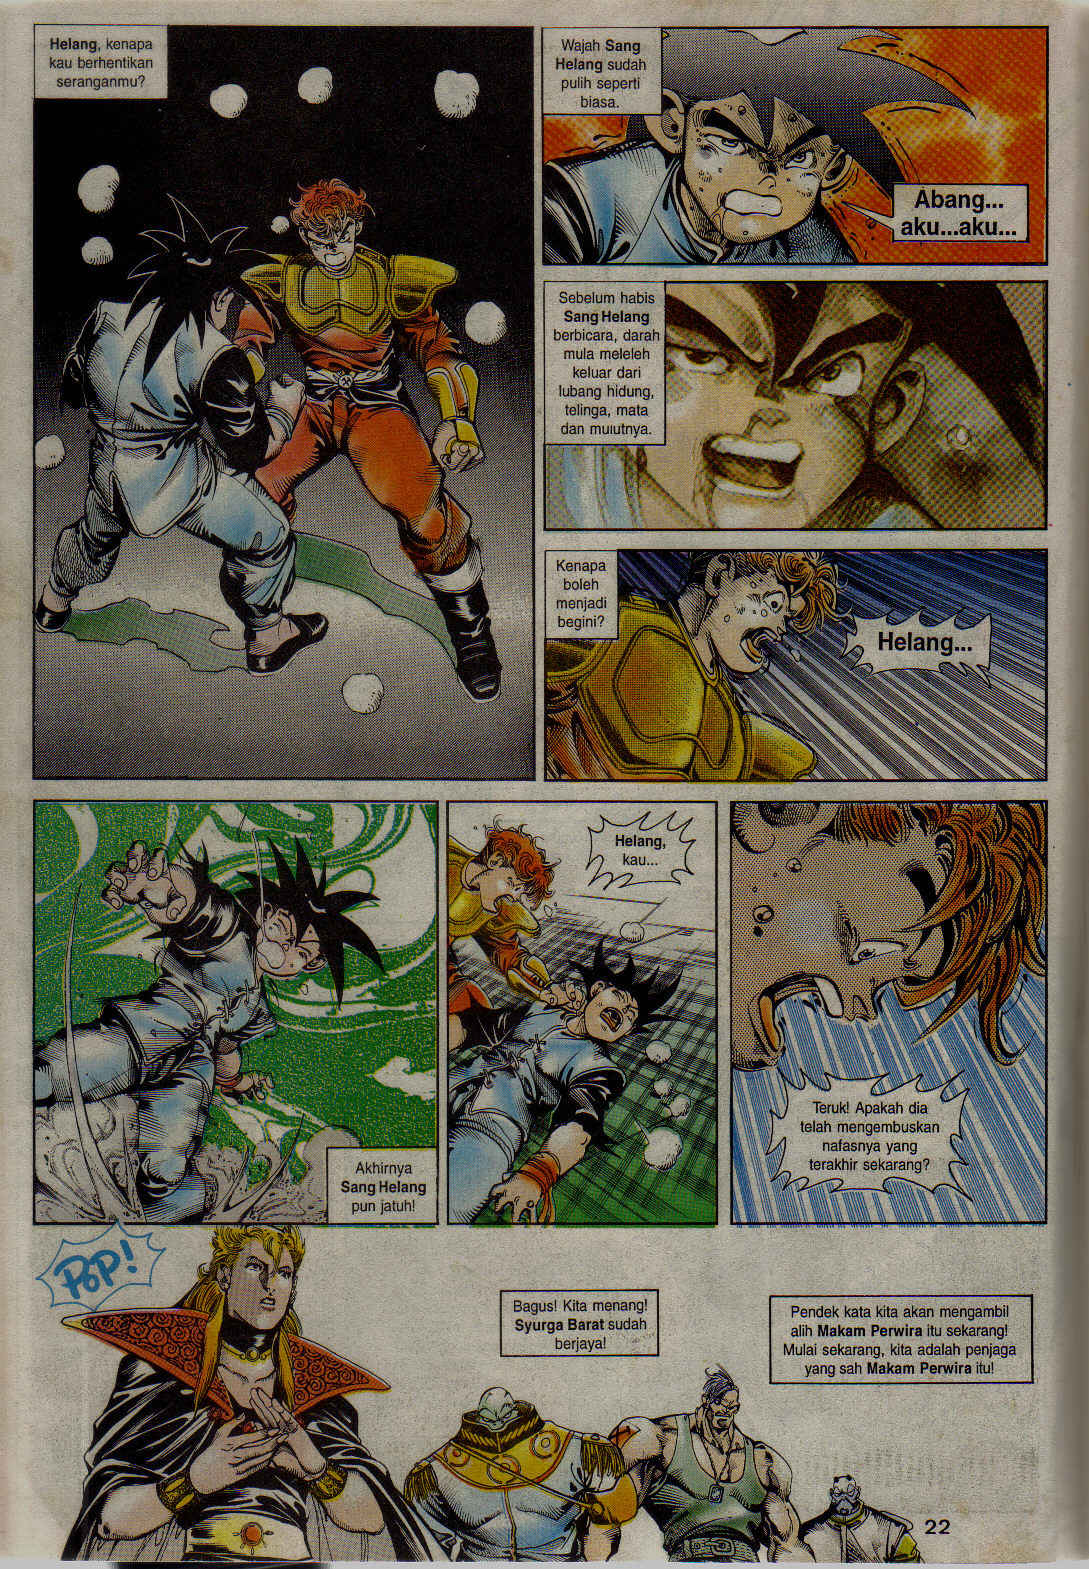 Helang, kenapa
kau berhentikan
seranganmu?
Wajah Sang
Helang sudah
pulih seperti
biasa.
Abang...
aku...aku...
Sebelum habis
Sang Helang
berbicara, darah
mula meleleh
keluar dari
lubang hidung,
telinga, mata
dan mulutnya.
Kenapa
boleh
menjadi
begini?
Helang...
Akhirnya
Sang Helang
pun jatuh!
Helang,
kau...
Teruk! Apakah dia
telah mengembuskan
nafasnya yang
terakhir sekarang?
POP!
Bagus! Kita menang!
Syurga Barat sudah
berjaya!
Pendek kata kita akan mengambil
alih Makam Perwira itu sekarang!
Mulai sekarang, kita adalah penjaga
yang sah Makam Perwira itu!
22